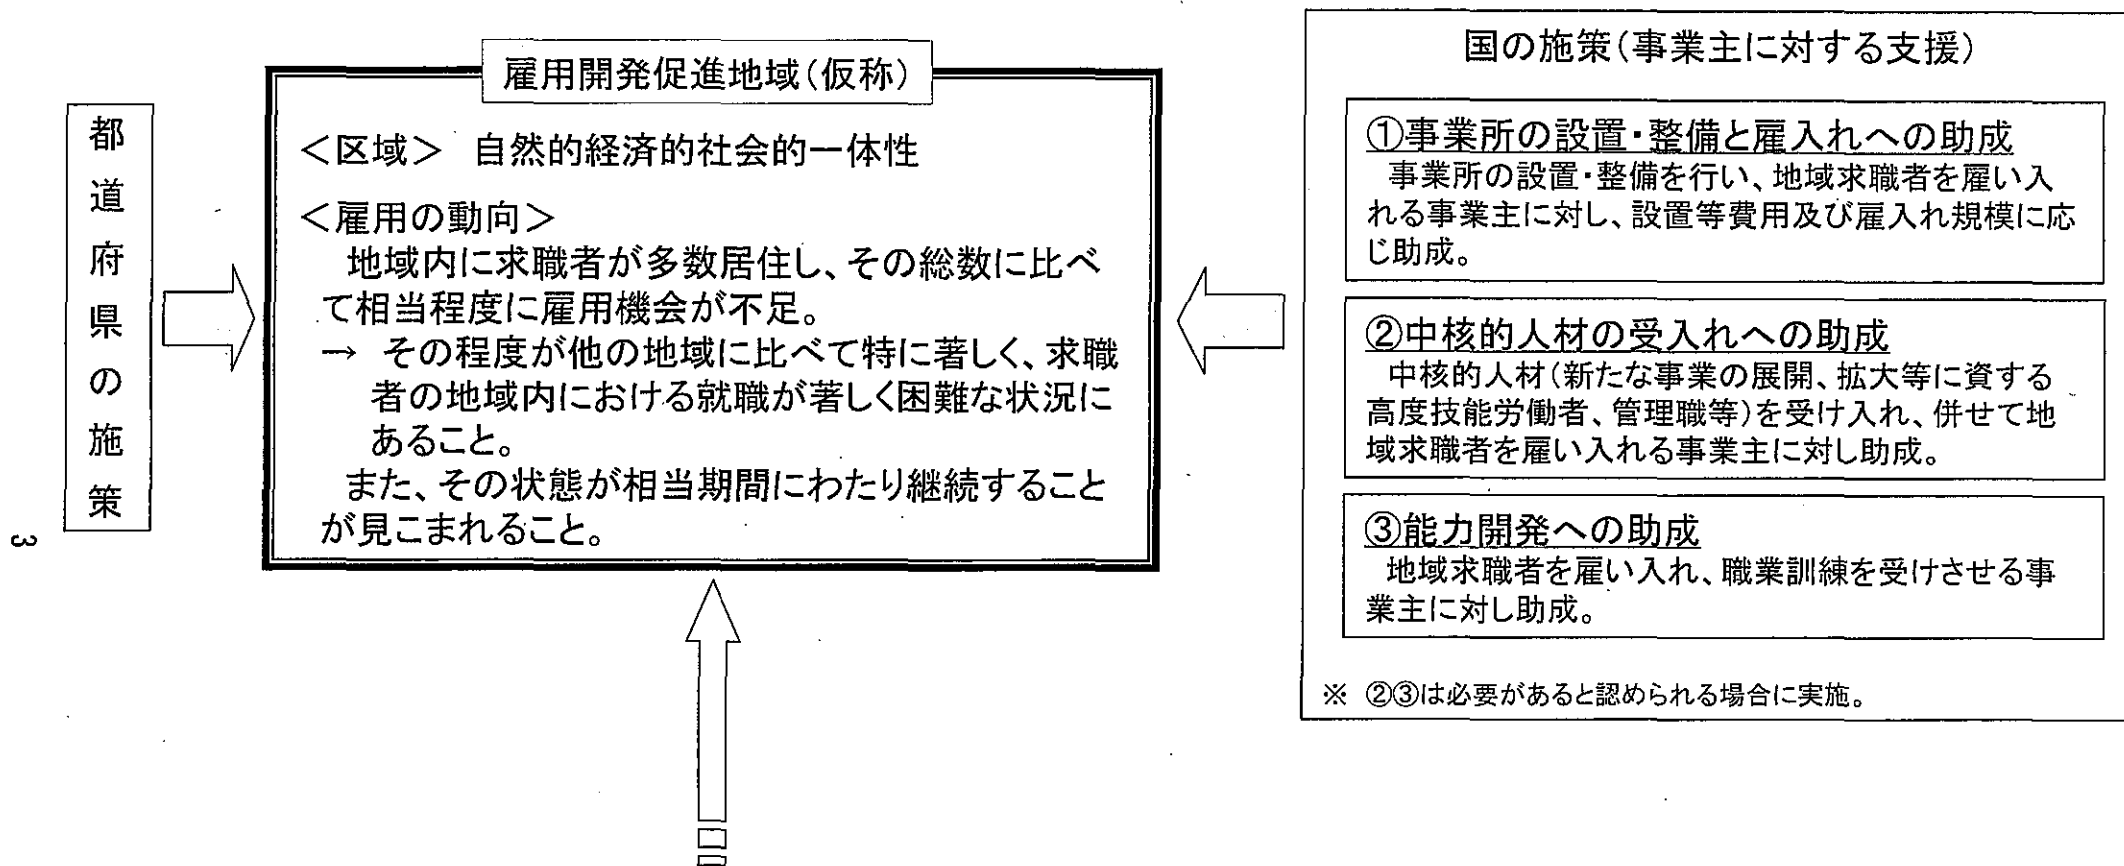 都道府県の施策
雇用開発促進地域（仮称）
＜区域＞ 自然的経済的社会的一体性
＜雇用の動向＞
地域内に求職者が多数居住し、その総数に比べ
て相当程度に雇用機会が不足。
→ その程度が他の地域に比べて特に著しく、求職
者の地域内における就職が著しく困難な状況に
あること。
また、その状態が相当期間にわたり継続すること
が見こまれること。
国の施策（事業主に対する支援）
①事業所の設置・整備と雇入れへの助成
事業所の設置・整備を行い、地域求職者を雇い入
れる事業主に対し、設置等費用及び雇入れ規模に応
じ助成。
②中核的人材の受入れへの助成
中核的人材（新たな事業の展開、拡大等に資する
高度技能労働者、管理職等）を受け入れ、併せて地
域求職者を雇い入れる事業主に対し助成。
③能力開発への助成
地域求職者を雇い入れ、職業訓練を受けさせる事
業主に対し助成。
※ ②③は必要があると認められる場合に実施。
3